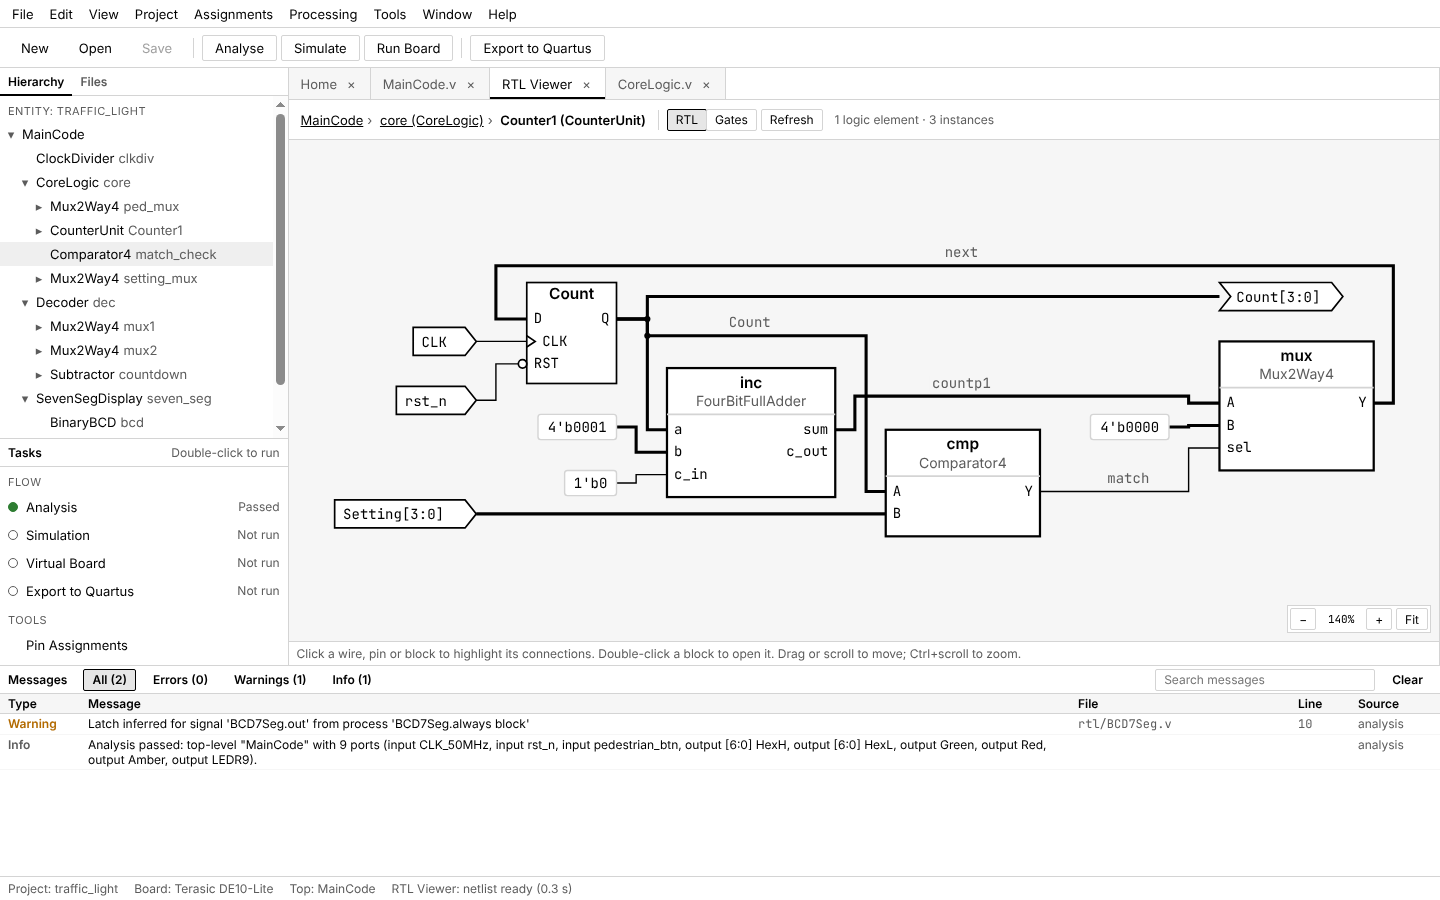 File Edit View Project Assignments Processing Tools Window Help
New Open Save Analyse Simulate Run Board Export to Quartus
Hierarchy Files
Home × MainCode.v × RTL Viewer × CoreLogic.v ×
ENTITY: TRAFFIC_LIGHT
▾ MainCode
ClockDivider clkdiv
▾ CoreLogic core
▸ Mux2Way4 ped_mux
▸ CounterUnit Counter1
Comparator4 match_check
▸ Mux2Way4 setting_mux
▾ Decoder dec
▸ Mux2Way4 mux1
▸ Mux2Way4 mux2
▸ Subtractor countdown
▾ SevenSegDisplay seven_seg
BinaryBCD bcd
Tasks Double-click to run
FLOW
Analysis Passed
Simulation Not run
Virtual Board Not run
Export to Quartus Not run
TOOLS
Pin Assignments
MainCode › core (CoreLogic) › Counter1 (CounterUnit) RTL Gates Refresh 1 logic element · 3 instances
next
Count
D Q
CLK
RST
CLK
rst_n
Count[3:0]
Count
inc
FourBitFullAdder
a sum
b c_out
c_in
4'b0001
1'b0
Setting[3:0]
countp1
cmp
Comparator4
A Y
B
match
4'b0000
mux
Mux2Way4
A Y
B
sel
− 140% + Fit
Click a wire, pin or block to highlight its connections. Double-click a block to open it. Drag or scroll to move; Ctrl+scroll to zoom.
Messages All (2) Errors (0) Warnings (1) Info (1) Search messages Clear
Type Message File Line Source
Warning Latch inferred for signal 'BCD7Seg.out' from process 'BCD7Seg.always block' rtl/BCD7Seg.v 10 analysis
Info Analysis passed: top-level "MainCode" with 9 ports (input CLK_50MHz, input rst_n, input pedestrian_btn, output [6:0] HexH, output [6:0] HexL, output Green, output Red, analysis
output Amber, output LEDR9).
Project: traffic_light Board: Terasic DE10-Lite Top: MainCode RTL Viewer: netlist ready (0.3 s)